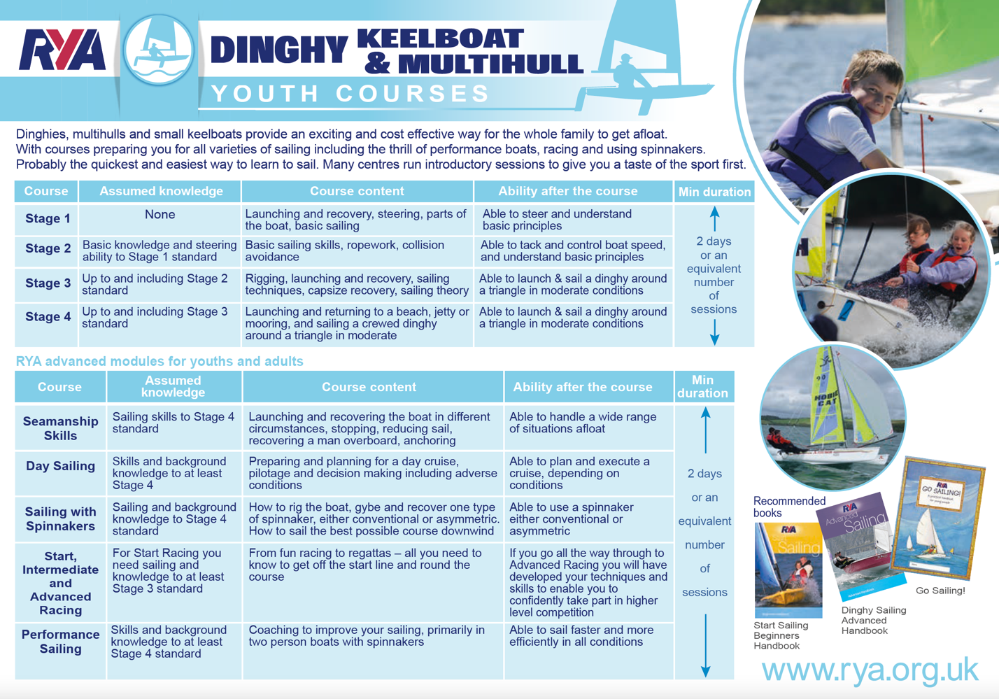 RYA
DINGHY KEELBOAT
& MULTIHULL
YOUTH COURSES
Dinghies, multihulls and small keelboats provide an exciting and cost effective way for the whole family to get afloat.
With courses preparing you for all varieties of sailing including the thrill of performance boats, racing and using spinnakers.
Probably the quickest and easiest way to learn to sail. Many centres run introductory sessions to give you a taste of the sport first.
Course
Assumed knowledge
Course content
Ability after the course
Min duration
Stage 1
None
Launching and recovery, steering, parts of
the boat, basic sailing
Able to steer and understand
basic principles
Stage 2
Basic knowledge and steering
ability to Stage 1 standard
Basic sailing skills, ropework, collision
avoidance
Able to tack and control boat speed,
and understand basic principles
Stage 3
Up to and including Stage 2
standard
Rigging, launching and recovery, sailing
techniques, capsize recovery, sailing theory
Able to launch & sail a dinghy around
a triangle in moderate conditions
Stage 4
Up to and including Stage 3
standard
Launching and returning to a beach, jetty or
mooring, and sailing a crewed dinghy
around a triangle in moderate
Able to launch & sail a dinghy around
a triangle in moderate conditions
2 days
or an
equivalent
number
of
sessions
RYA advanced modules for youths and adults
Course
Assumed
knowledge
Course content
Ability after the course
Min
duration
Seamanship
Skills
Sailing skills to Stage 4
standard
Launching and recovering the boat in different
circumstances, stopping, reducing sail,
recovering a man overboard, anchoring
Able to handle a wide range
of situations afloat
Day Sailing
Skills and background
knowledge to at least
Stage 4
Preparing and planning for a day cruise,
pilotage and decision making including adverse
conditions
Able to plan and execute a
cruise, depending on
conditions
Sailing with
Spinnakers
Sailing and background
knowledge to Stage 4
standard
How to rig the boat, gybe and recover one type
of spinnaker, either conventional or asymmetric.
How to sail the best possible course downwind
Able to use a spinnaker
either conventional or
asymmetric
Start,
Intermediate
and
Advanced
Racing
For Start Racing you
need sailing and
knowledge to at least
Stage 3 standard
From fun racing to regattas – all you need to
know to get off the start line and round the
course
If you go all the way through to
Advanced Racing you will have
developed your techniques and
skills to enable you to
confidently take part in higher
level competition
Performance
Sailing
Skills and background
knowledge to at least
Stage 4 standard
Coaching to improve your sailing, primarily in
two person boats with spinnakers
Able to sail faster and more
efficiently in all conditions
2 days
or an
equivalent
number
of
sessions
90
HOBIE
CAT
Recommended
books
RYA
Sailing
Start Sailing
Beginners
Handbook
RYA
Advanced
Sailing
Advanced Handbook
Dinghy Sailing
Advanced
Handbook
RYA
GO SAILING!
Go Sailing!
www.rya.org.uk